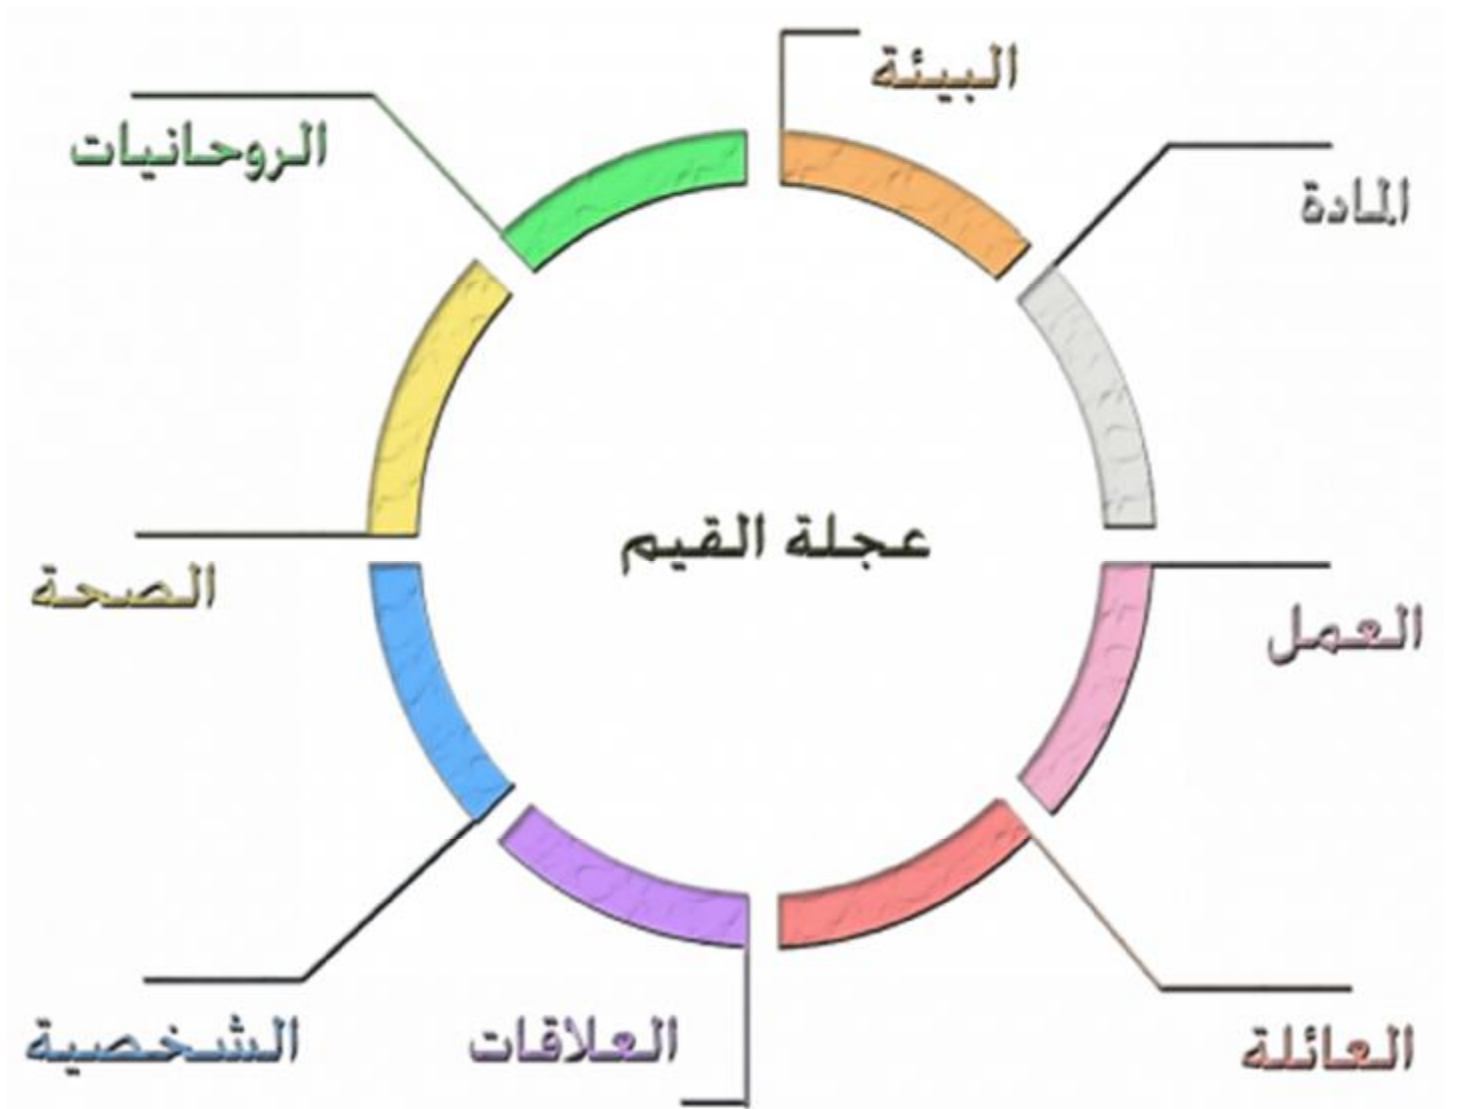 البيئة
الروحانيات
المادة
عجلة القيم
الصحة
العمل
الشخصية
العلاقات
العائلة